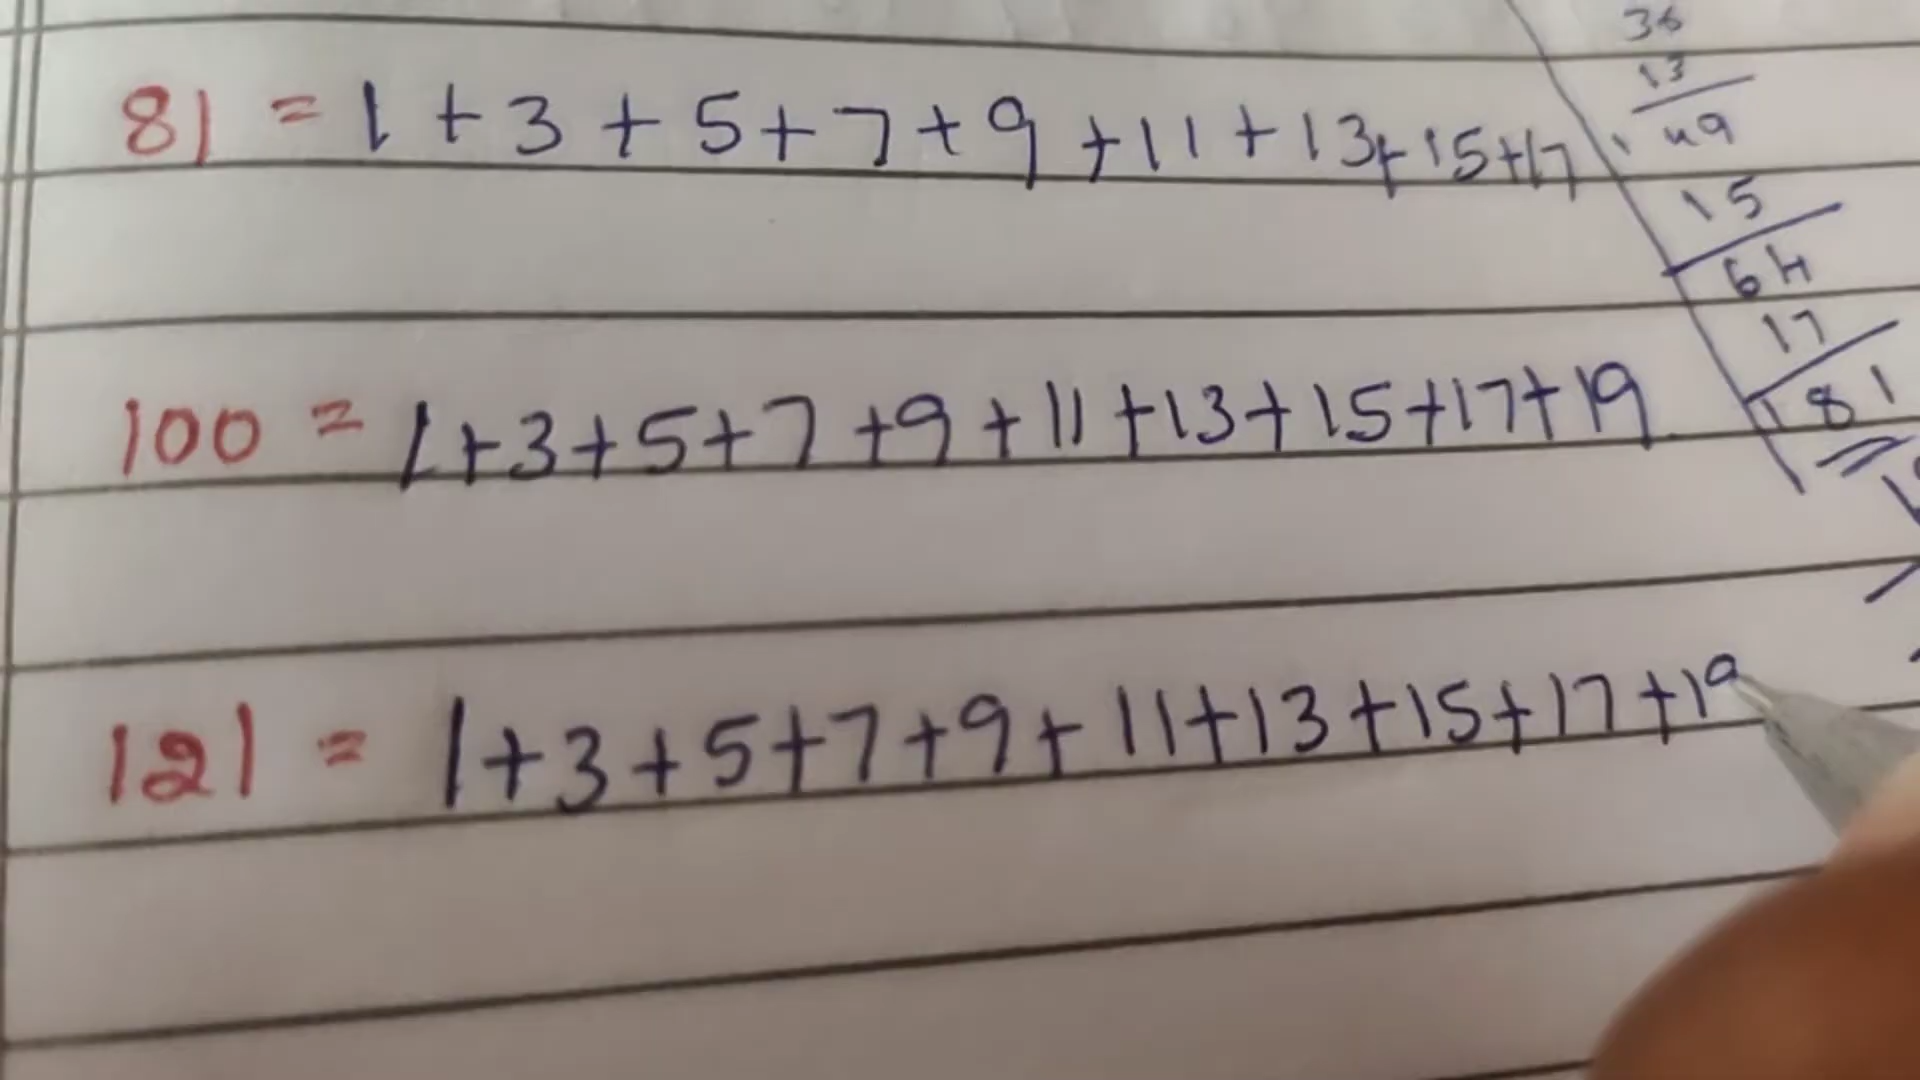 81 = 1 + 3 + 5 + 7 + 9 + 11 + 13 + 15 + 17
100 = 1 + 3 + 5 + 7 + 9 + 11 + 13 + 15 + 17 + 19
121 = 1 + 3 + 5 + 7 + 9 + 11 + 13 + 15 + 17 + 19
36
13
49
15
64
17
81